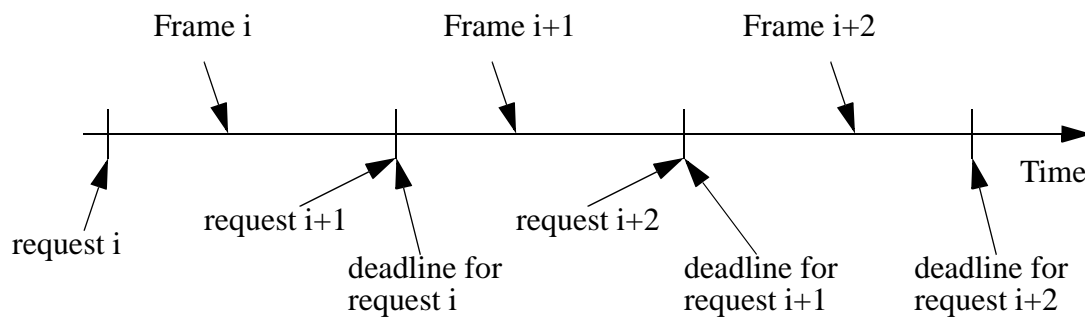 Frame i
Frame i+1
Frame i+2
Time
request i
request i+1
request i+2
deadline for
request i
deadline for
request i+1
deadline for
request i+2